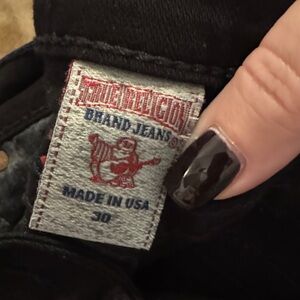 TRUE RELIGION
BRAND JEANS
MADE IN USA
30